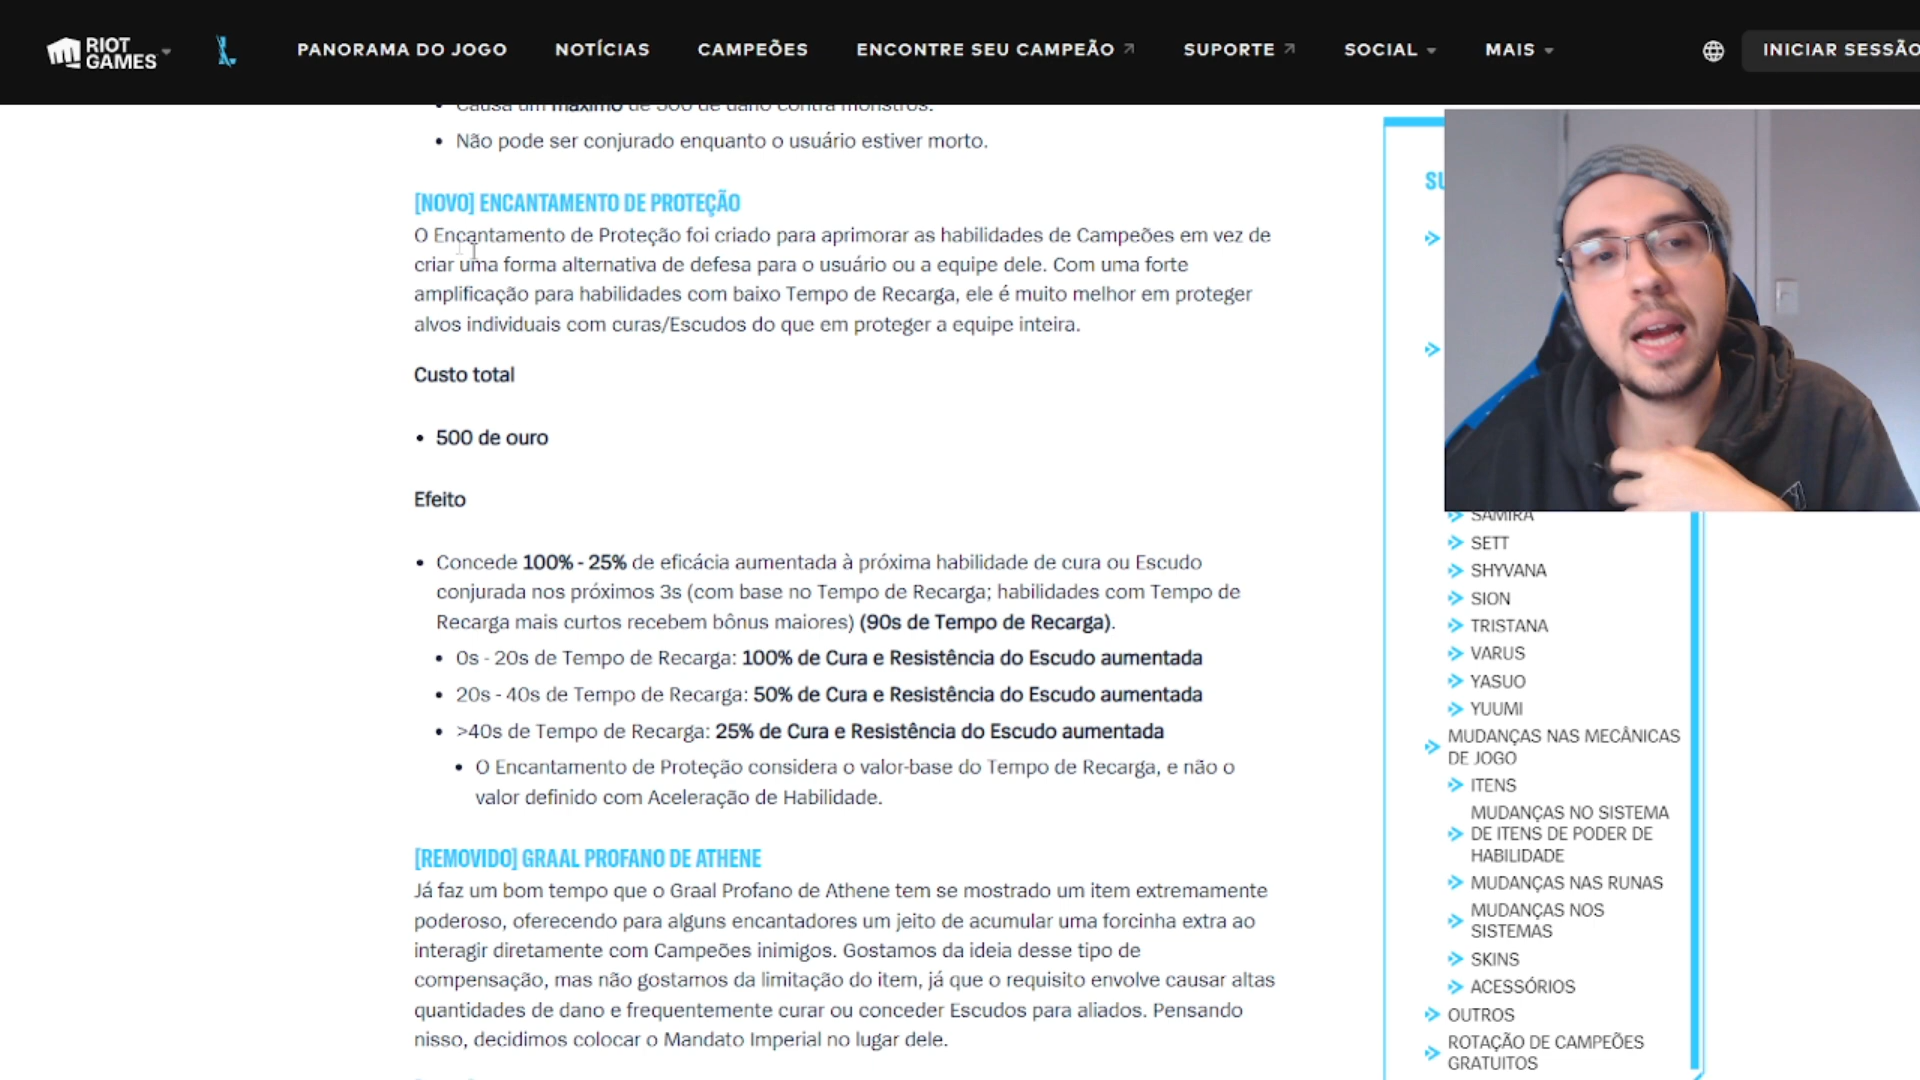 RIOT GAMES
PANORAMA DO JOGO
NOTÍCIAS
CAMPEÕES
ENCONTRE SEU CAMPEÃO
SUPORTE
SOCIAL
MAIS
INICIAR SESSÃO
Causa um máximo de 500 de dano contra monstros.
• Não pode ser conjurado enquanto o usuário estiver morto.
[NOVO] ENCANTAMENTO DE PROTEÇÃO
O Encantamento de Proteção foi criado para aprimorar as habilidades de Campeões em vez de
criar uma forma alternativa de defesa para o usuário ou a equipe dele. Com uma forte
amplificação para habilidades com baixo Tempo de Recarga, ele é muito melhor em proteger
alvos individuais com curas/Escudos do que em proteger a equipe inteira.
Custo total
• 500 de ouro
Efeito
• Concede 100% - 25% de eficácia aumentada à próxima habilidade de cura ou Escudo
conjurada nos próximos 3s (com base no Tempo de Recarga; habilidades com Tempo de
Recarga mais curtos recebem bônus maiores) (90s de Tempo de Recarga).
• 0s - 20s de Tempo de Recarga: 100% de Cura e Resistência do Escudo aumentada
• 20s - 40s de Tempo de Recarga: 50% de Cura e Resistência do Escudo aumentada
• >40s de Tempo de Recarga: 25% de Cura e Resistência do Escudo aumentada
• O Encantamento de Proteção considera o valor-base do Tempo de Recarga, e não o
valor definido com Aceleração de Habilidade.
[REMOVIDO] GRAAL PROFANO DE ATHENE
Já faz um bom tempo que o Graal Profano de Athene tem se mostrado um item extremamente
poderoso, oferecendo para alguns encantadores um jeito de acumular uma forcinha extra ao
interagir diretamente com Campeões inimigos. Gostamos da ideia desse tipo de
compensação, mas não gostamos da limitação do item, já que o requisito envolve causar altas
quantidades de dano e frequentemente curar ou conceder Escudos para aliados. Pensando
nisso, decidimos colocar o Mandato Imperial no lugar dele.
SAMIRA
SETT
SHYVANA
SION
TRISTANA
VARUS
YASUO
YUUMI
MUDANÇAS NAS MECÂNICAS
DE JOGO
ITENS
MUDANÇAS NO SISTEMA
DE ITENS DE PODER DE
HABILIDADE
MUDANÇAS NAS RUNAS
MUDANÇAS NOS
SISTEMAS
SKINS
ACESSÓRIOS
OUTROS
ROTAÇÃO DE CAMPEÕES
GRATUITOS